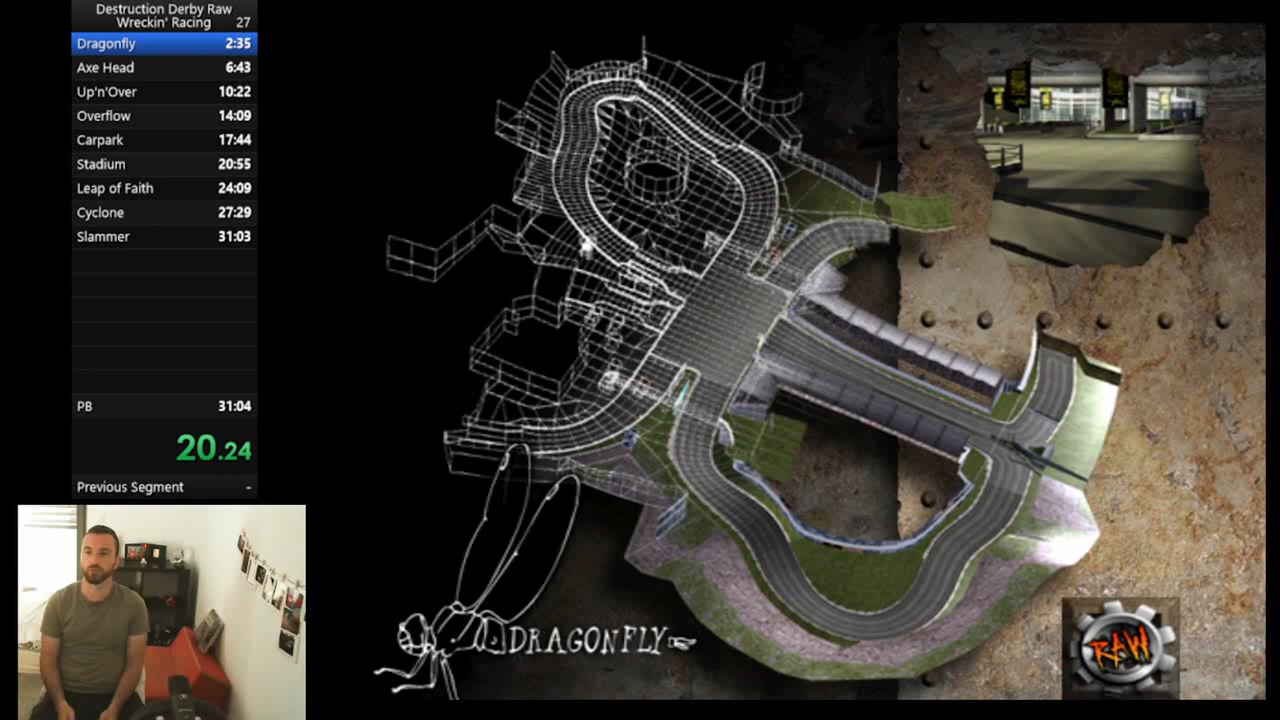 Destruction Derby Raw
Wreckin' Racing 27
Dragonfly 2:35
Axe Head 6:43
Up'n'Over 10:22
Overflow 14:09
Carpark 17:44
Stadium 20:55
Leap of Faith 24:09
Cyclone 27:29
Slammer 31:03
PB 31:04
20.24
Previous Segment -
DRAGONFLY
RAW